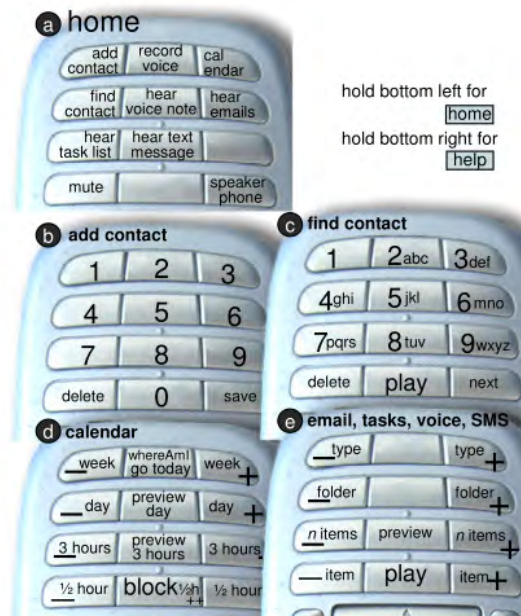 a home
add contact
record voice
cal endar
find contact
hear voice note
hear emails
hear task list
hear text message
mute
speaker phone
hold bottom left for
home
hold bottom right for
help
b add contact
1 2 3
4 5 6
7 8 9
delete 0 save
c find contact
1 2abc 3def
4ghi 5jkl 6mno
7pqrs 8tuv 9wxyz
delete play next
d calendar
—week
whereAmI go today
week+
—day
preview day
day +
—3 hours
preview 3 hours
3 hours
—½ hour
block ½h ++
½ hour
e email, tasks, voice, SMS
—type type+
—folder folder+
—n items preview n items+
—item play item+